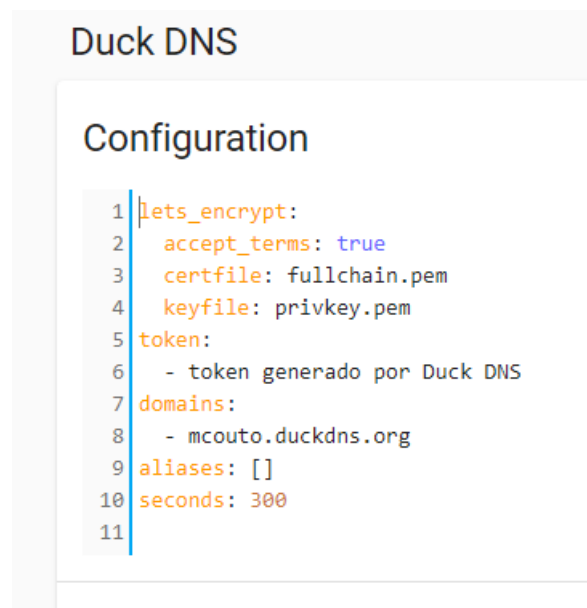 Duck DNS
Configuration
1 lets_encrypt:
2   accept_terms: true
3   certfile: fullchain.pem
4   keyfile: privkey.pem
5 token:
6   - token generado por Duck DNS
7 domains:
8   - mcouto.duckdns.org
9 aliases: []
10 seconds: 300
11